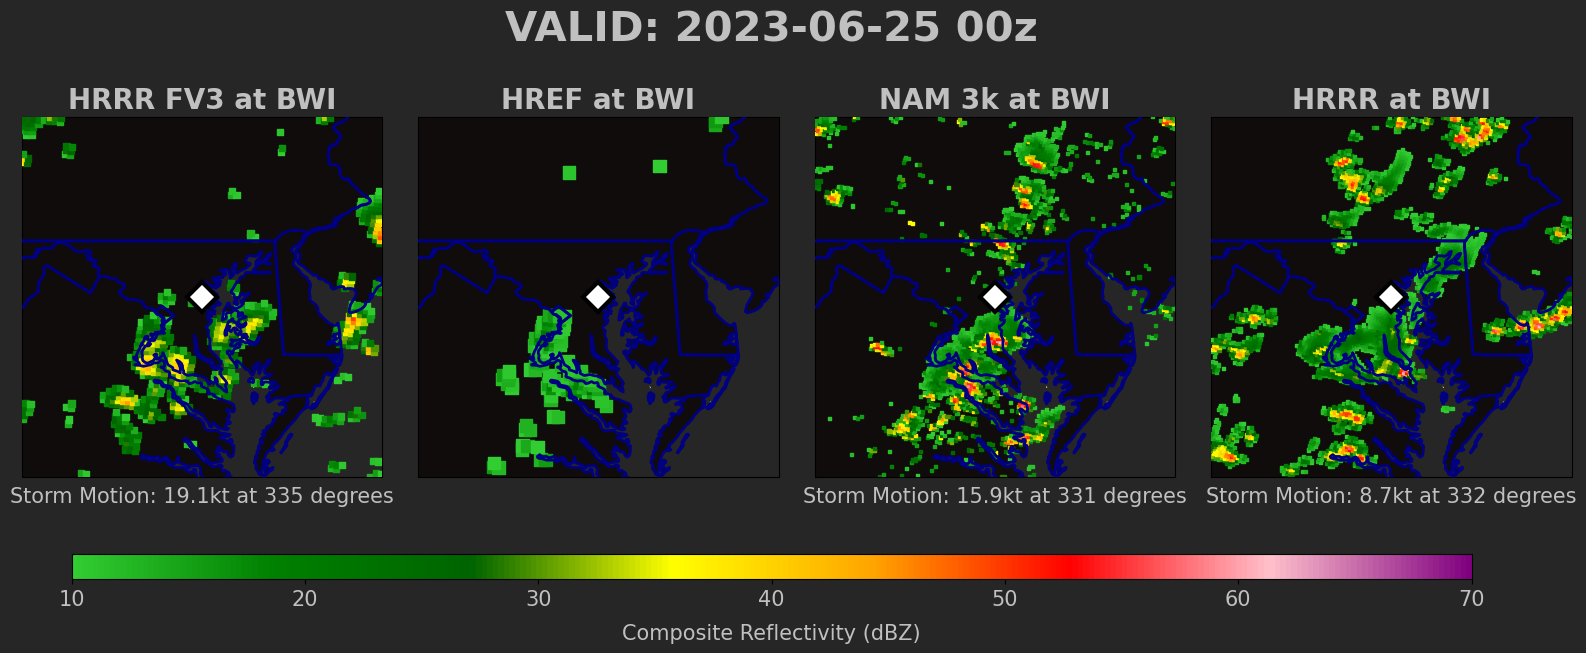 VALID: 2023-06-25 00z
HRRR FV3 at BWI
HREF at BWI
NAM 3k at BWI
HRRR at BWI
Storm Motion: 19.1kt at 335 degrees
Storm Motion: 15.9kt at 331 degrees
Storm Motion: 8.7kt at 332 degrees
10 20 30 40 50 60 70
Composite Reflectivity (dBZ)